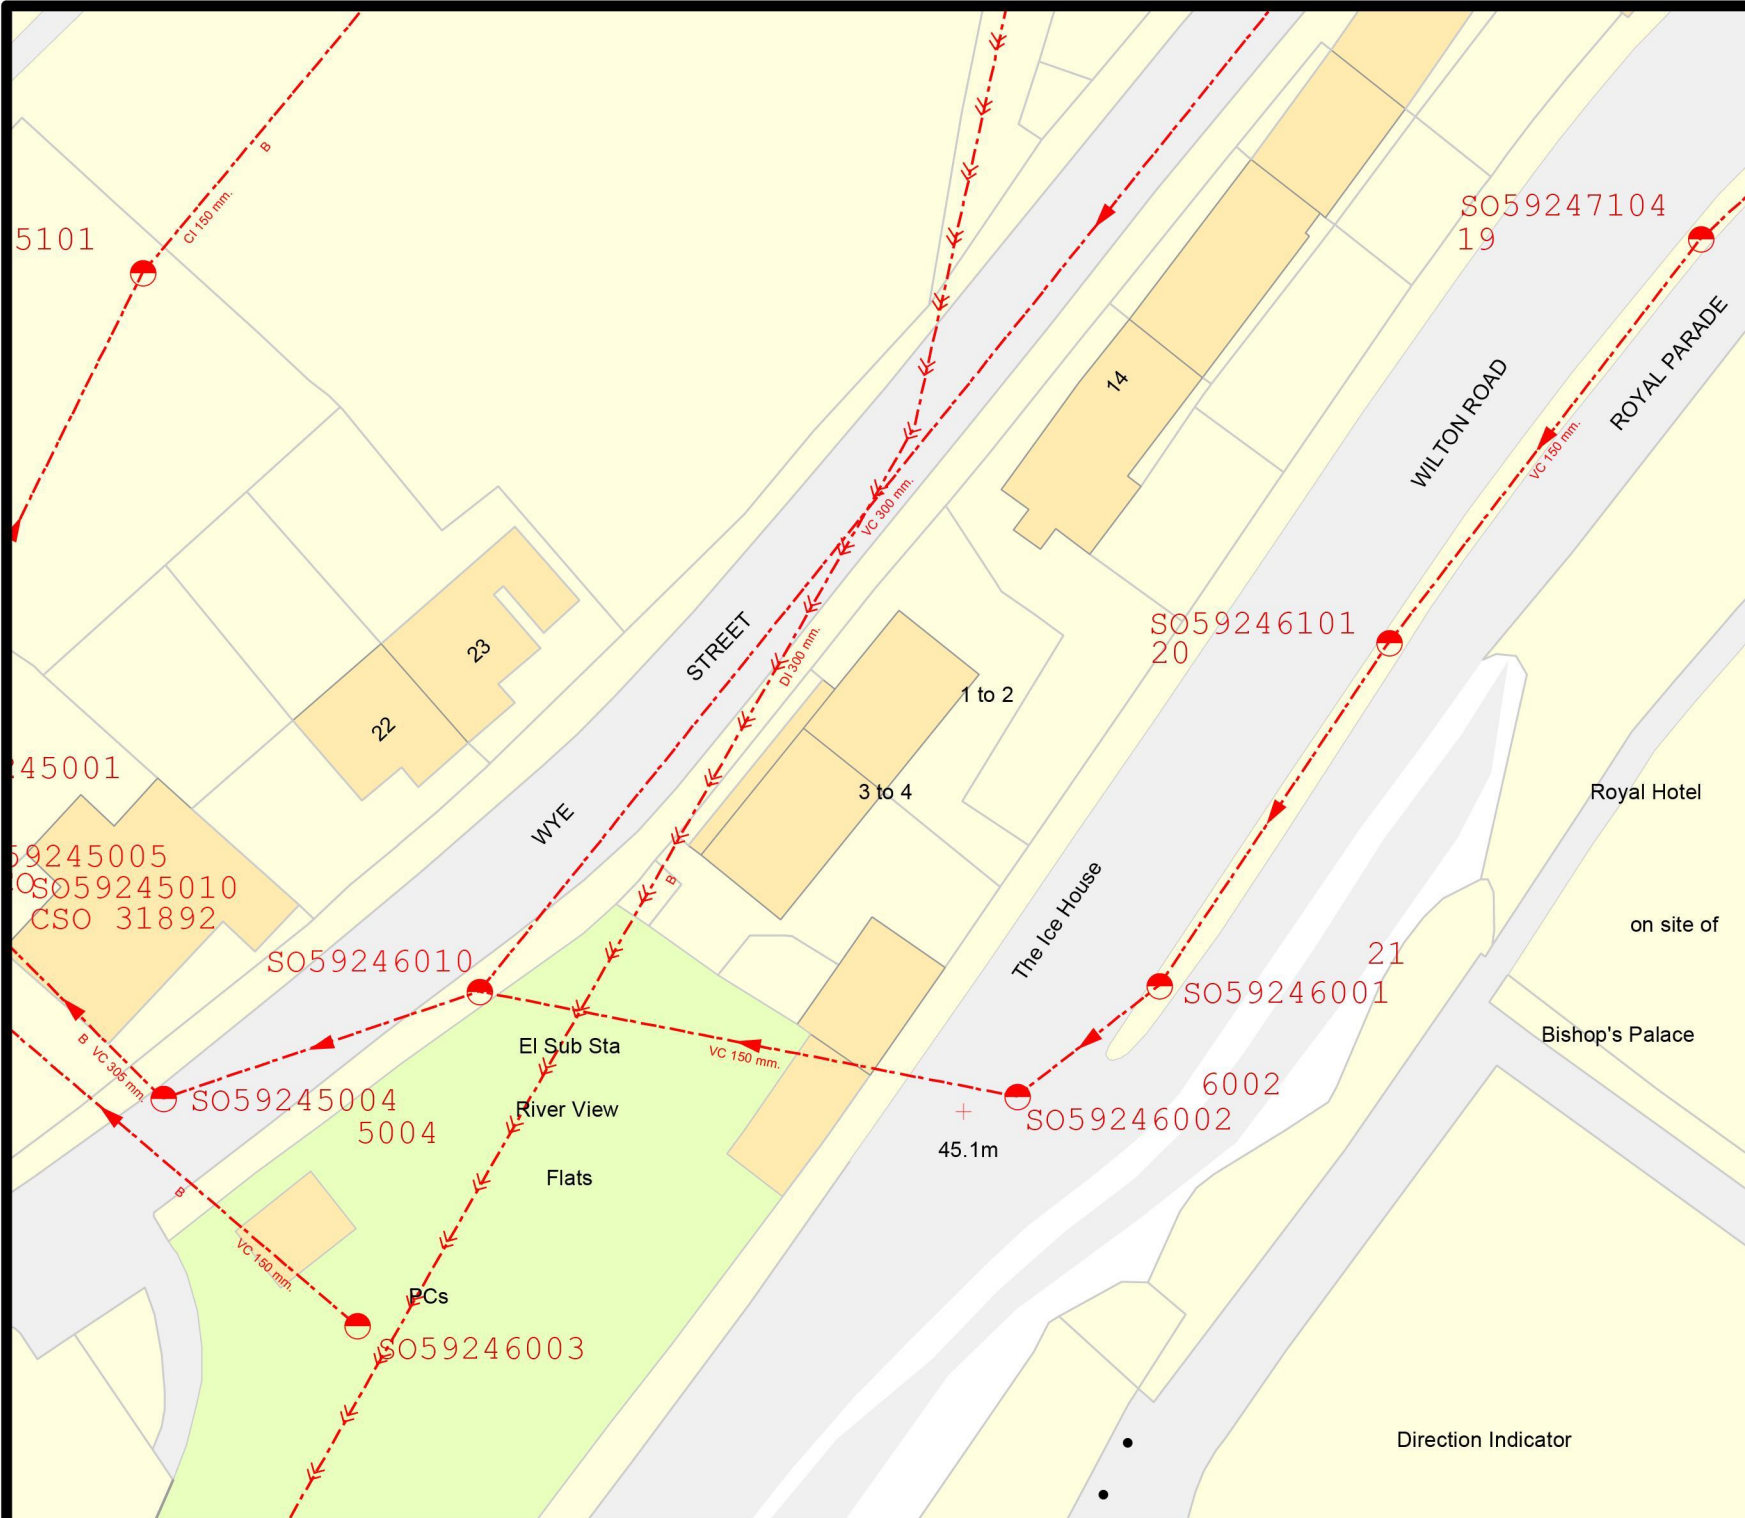 B
CI 150 mm.
5101
SO59247104
19
ROYAL PARADE
WILTON ROAD
14
VC 150 mm.
VC 300 mm.
STREET
DI 300 mm.
SO59246101
20
23
22
1 to 2
3 to 4
245001
Royal Hotel
WYE
59245005
SO59245010
CSO 31892
B
The Ice House
on site of
21
SO59246010
SO59246001
Bishop's Palace
El Sub Sta
VC 150 mm.
B VC 305 mm.
6002
SO59245004
5004
River View
SO59246002
45.1m
Flats
B
VC 150 mm.
PCs
SO59246003
Direction Indicator